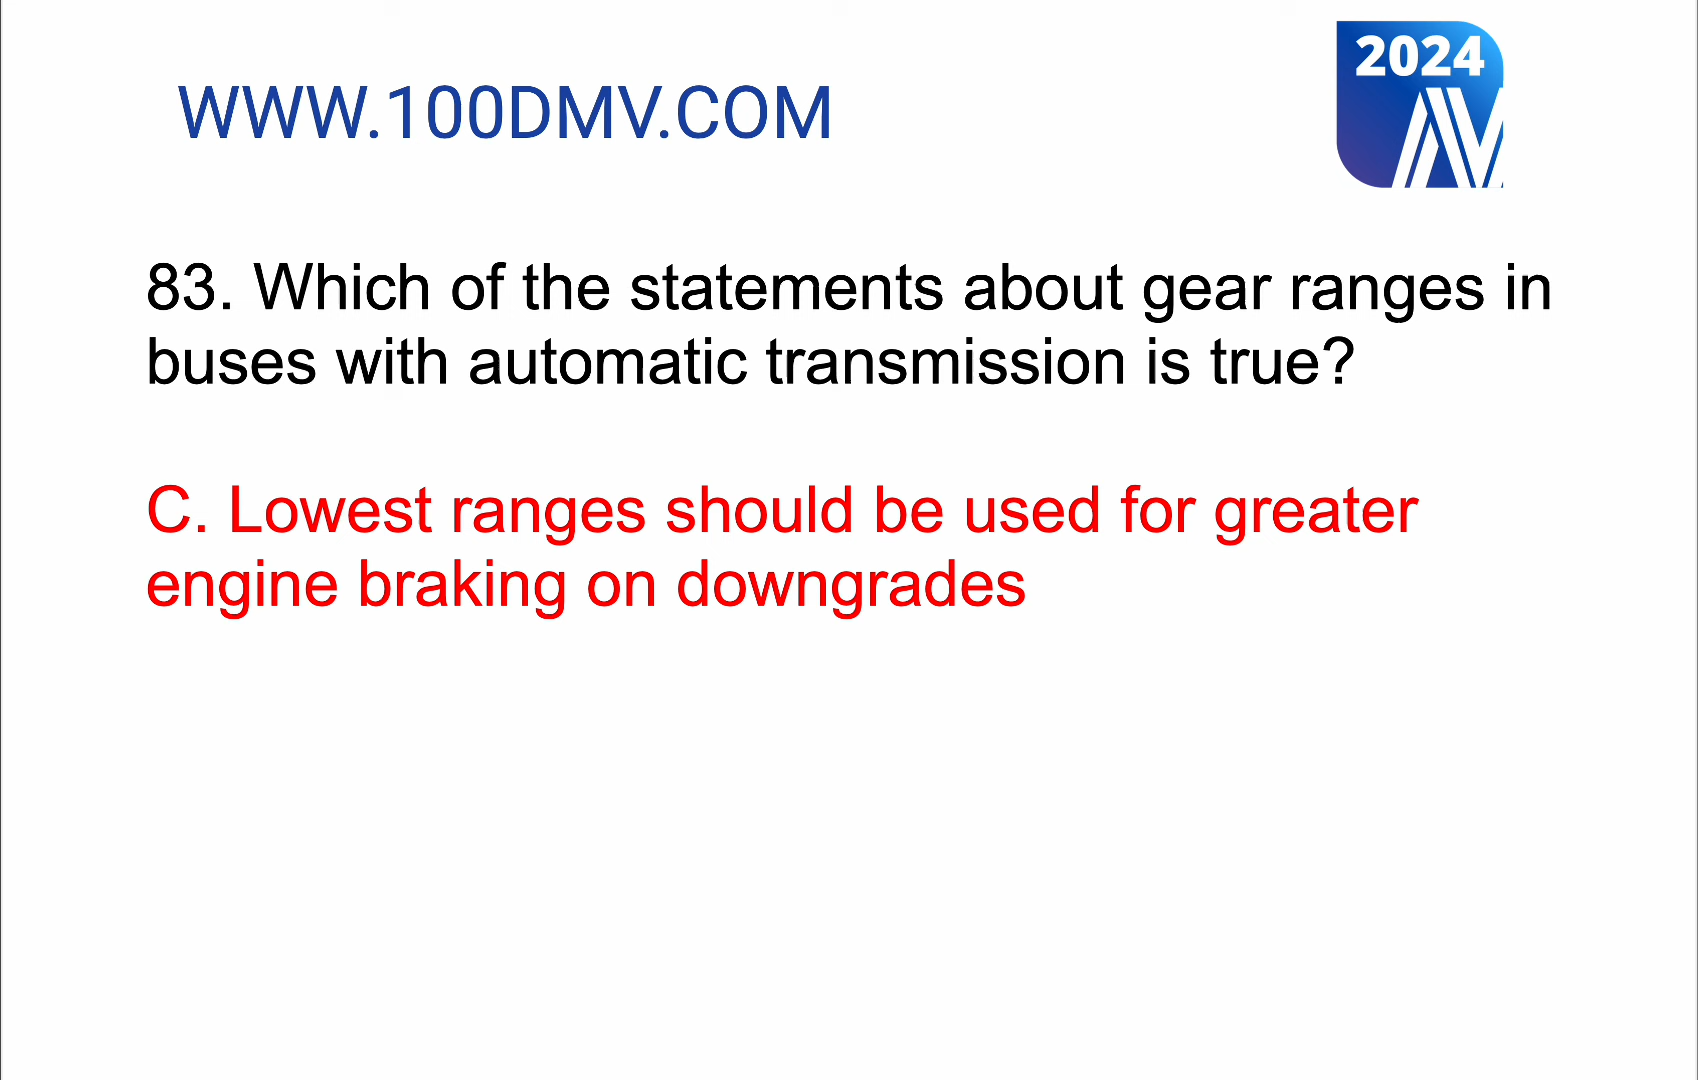 WWW.100DMV.COM
2024
83. Which of the statements about gear ranges in
buses with automatic transmission is true?
C. Lowest ranges should be used for greater
engine braking on downgrades